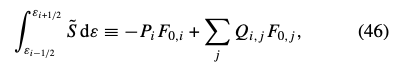 ∫_{ε_{i−1/2}}^{ε_{i+1/2}} S̃ dε ≡ −P_i F_{0,i} + ∑_j Q_{i,j} F_{0,j}, (46)